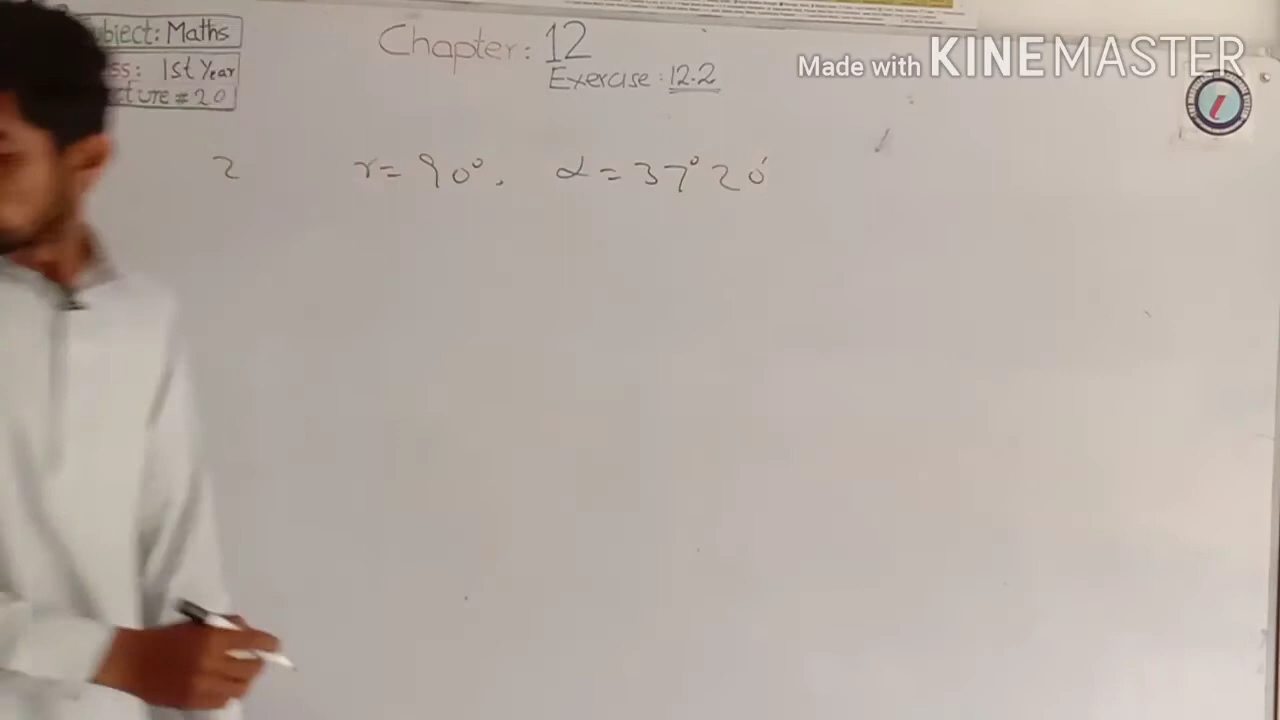 Subject: Maths
Class: 1st Year
Lecture # 20
Chapter: 12
Exercise: 12.2
Made with KINEMASTER
2 r = 90°, α = 37° 20'